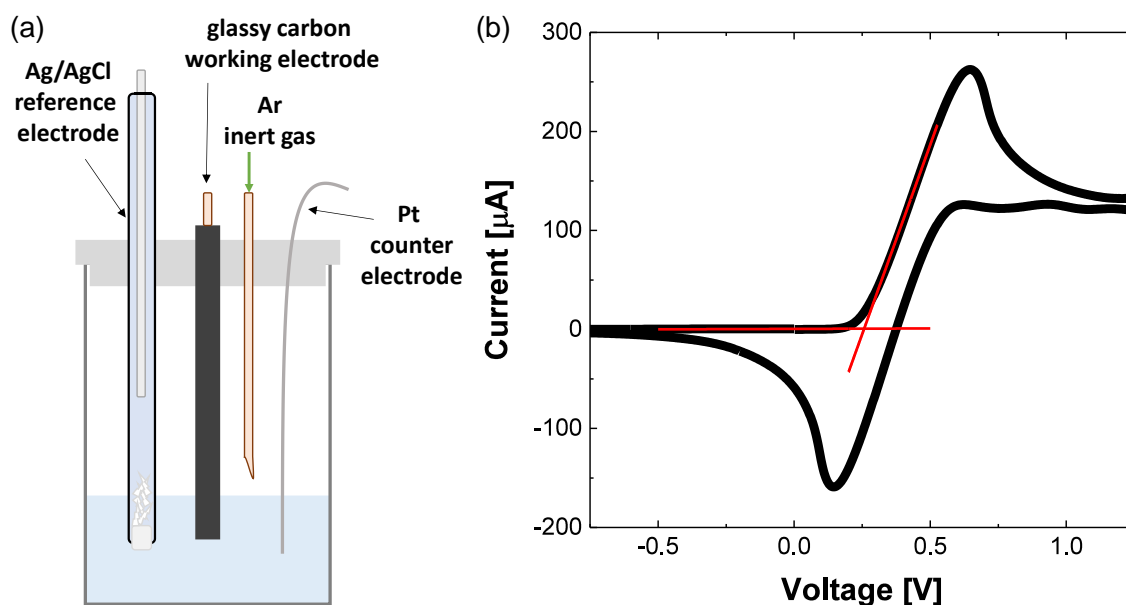 (a)
glassy carbon
working electrode
Ag/AgCl
reference
electrode
Ar
inert gas
Pt
counter
electrode
(b)
Current [μA]
300
200
100
0
-100
-200
-0.5
0.0
0.5
1.0
Voltage [V]